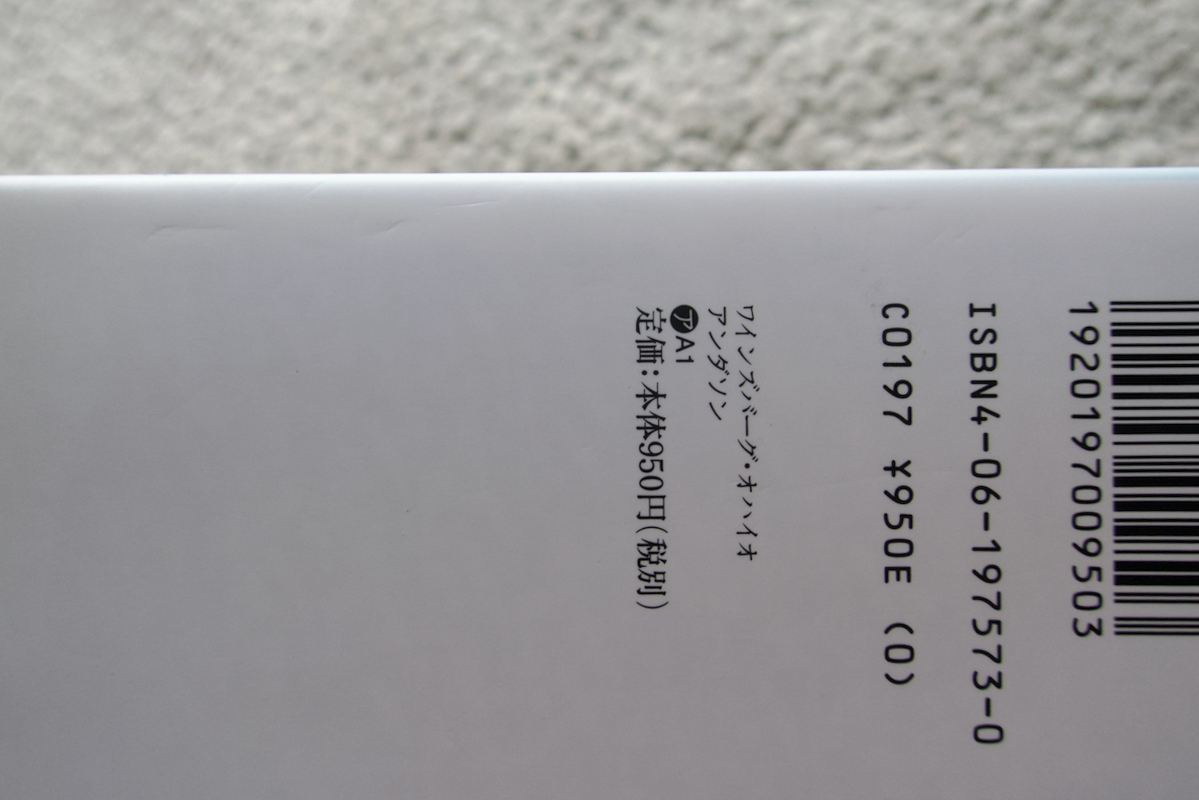 1920197009503
ISBN4-06-197573-0
C0197 ¥950E (0)
ワインズバーグ・オハイオ
アンダソン
アA1
定価：本体950円（税別）